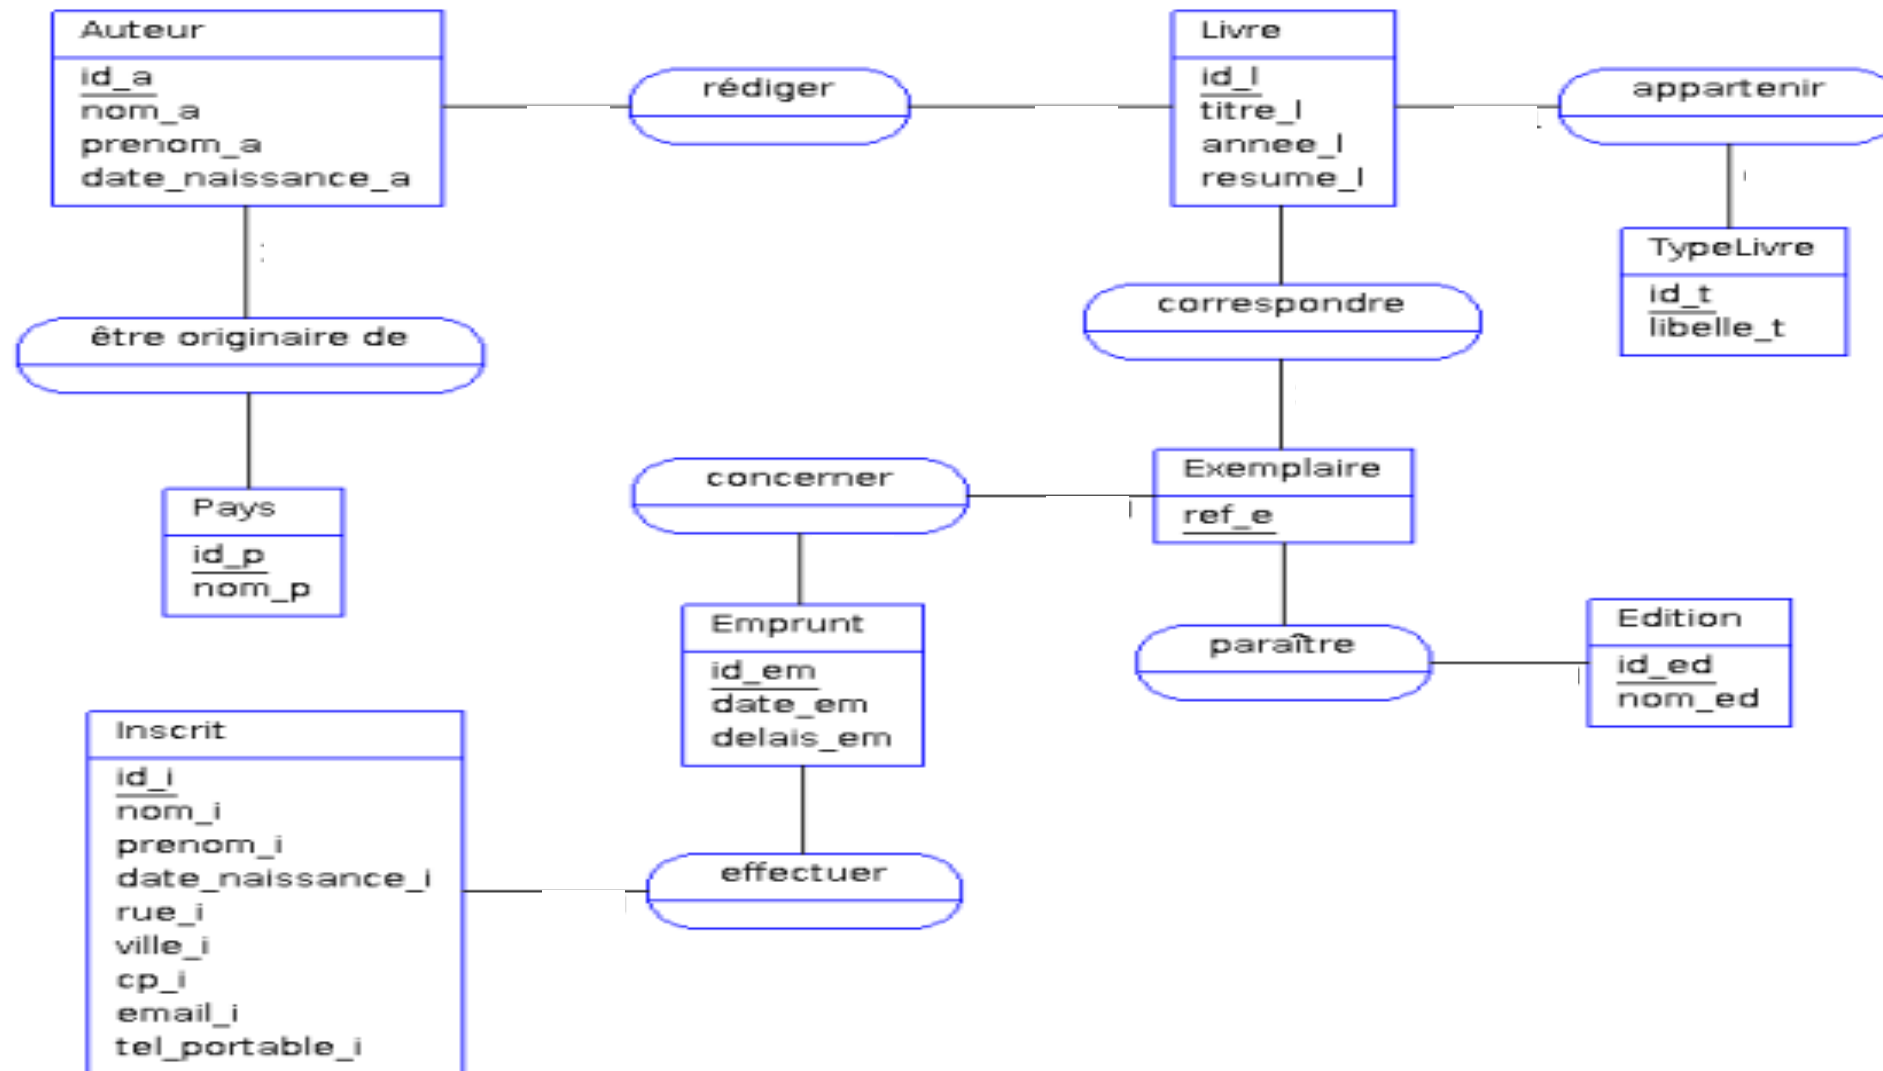 Auteur
id_a
nom_a
prenom_a
date_naissance_a
rédiger
Livre
id_l
titre_l
annee_l
resume_l
appartenir
TypeLivre
id_t
libelle_t
être originaire de
correspondre
Pays
id_p
nom_p
concerner
Exemplaire
ref_e
Emprunt
id_em
date_em
delais_em
paraître
Edition
id_ed
nom_ed
Inscrit
id_i
nom_i
prenom_i
date_naissance_i
rue_i
ville_i
cp_i
email_i
tel_portable_i
effectuer